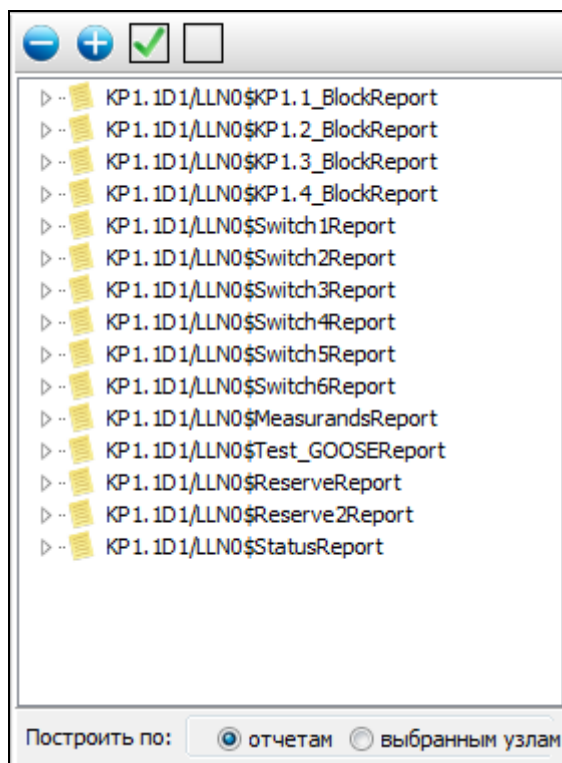 KP1.1D1/LLN0$KP1.1_BlockReport
KP1.1D1/LLN0$KP1.2_BlockReport
KP1.1D1/LLN0$KP1.3_BlockReport
KP1.1D1/LLN0$KP1.4_BlockReport
KP1.1D1/LLN0$Switch1Report
KP1.1D1/LLN0$Switch2Report
KP1.1D1/LLN0$Switch3Report
KP1.1D1/LLN0$Switch4Report
KP1.1D1/LLN0$Switch5Report
KP1.1D1/LLN0$Switch6Report
KP1.1D1/LLN0$MeasurandsReport
KP1.1D1/LLN0$Test_GOOSEReport
KP1.1D1/LLN0$ReserveReport
KP1.1D1/LLN0$Reserve2Report
KP1.1D1/LLN0$StatusReport
Построить по: отчетам выбранным узлам